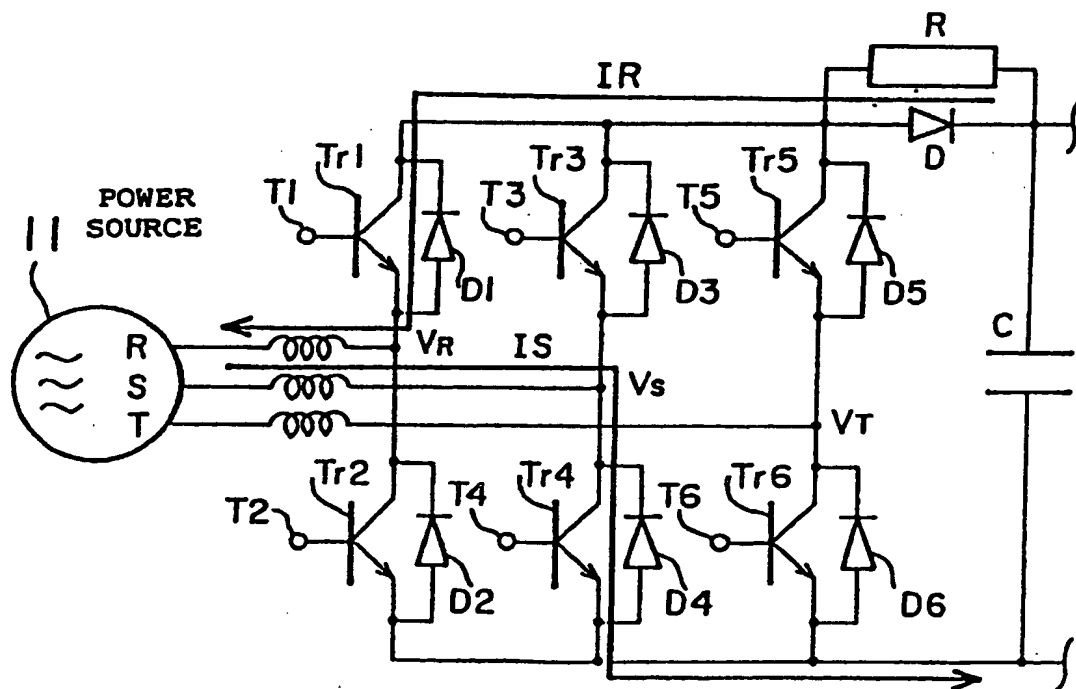 R
IR
D
Tr1
Tr3
Tr5
T1
T3
T5
POWER
SOURCE
11
D1
D3
D5
C
R
S
T
VR
IS
VS
VT
Tr2
Tr4
Tr6
T2
T4
T6
D2
D4
D6